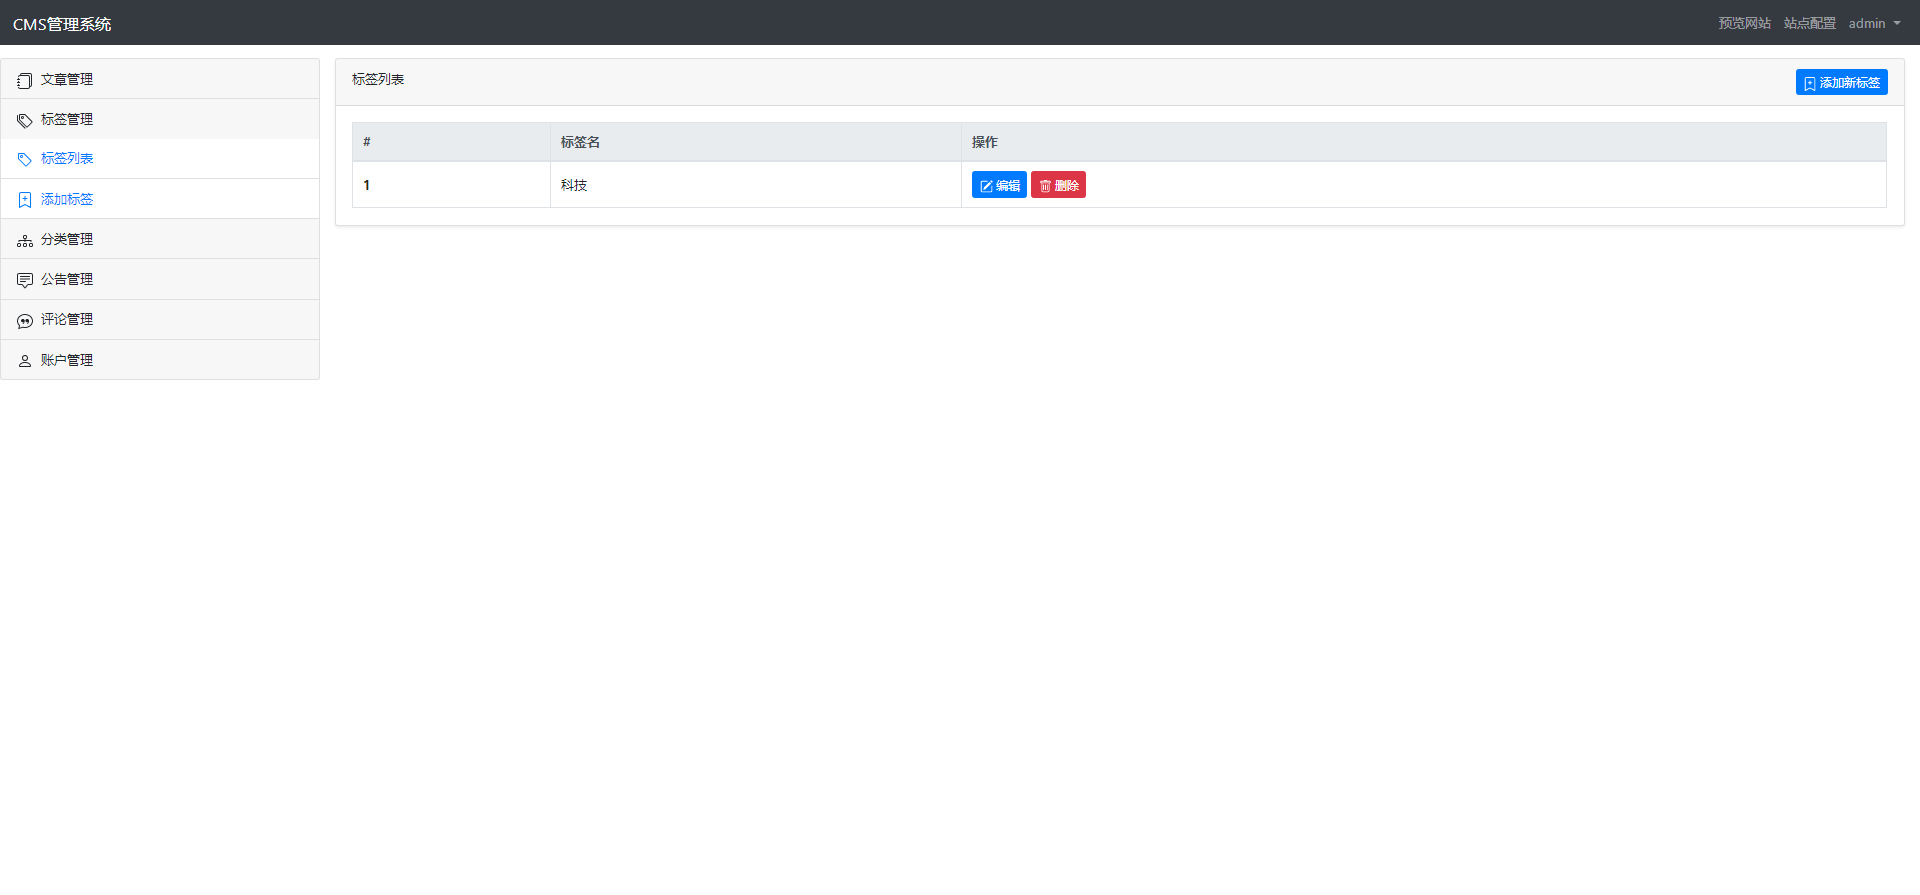 CMS管理系统
预览网站 站点配置 admin
文章管理
标签管理
标签列表
添加标签
分类管理
公告管理
评论管理
账户管理
标签列表
添加新标签
# 标签名 操作
1 科技 编辑 删除